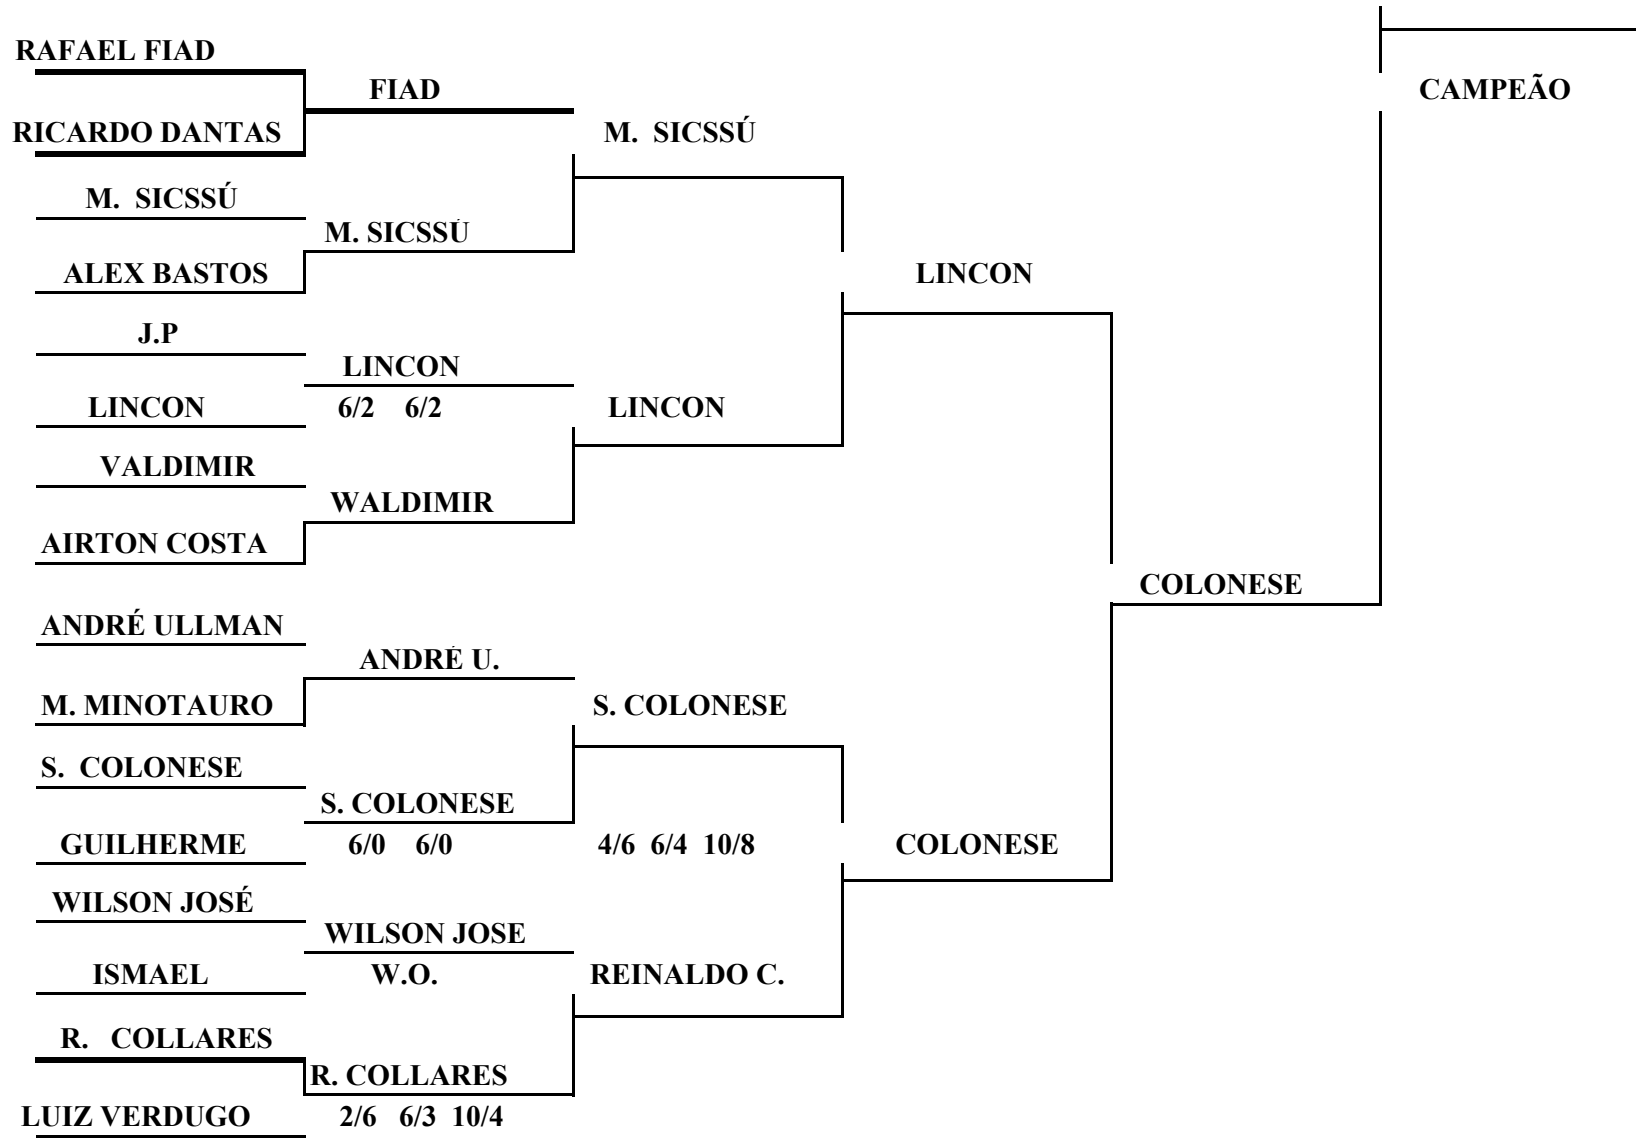 RAFAEL FIAD
FIAD
CAMPEÃO
RICARDO DANTAS
M. SICSSÚ
M. SICSSÚ
M. SICSSÚ
ALEX BASTOS
LINCON
J.P
LINCON
LINCON
6/2 6/2
LINCON
VALDIMIR
WALDIMIR
AIRTON COSTA
COLONESE
ANDRÉ ULLMAN
ANDRÉ U.
M. MINOTAURO
S. COLONESE
S. COLONESE
S. COLONESE
GUILHERME
6/0 6/0
4/6 6/4 10/8
COLONESE
WILSON JOSÉ
WILSON JOSE
ISMAEL
W.O.
REINALDO C.
R. COLLARES
R. COLLARES
LUIZ VERDUGO
2/6 6/3 10/4